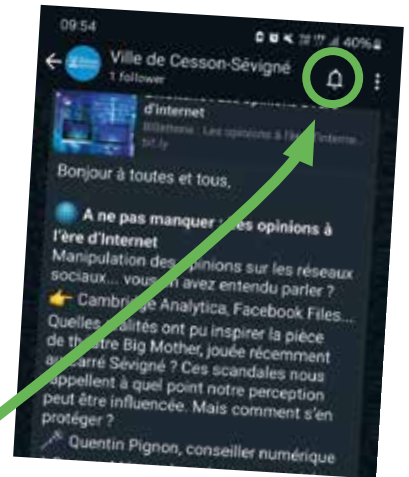 09:54
40%
Ville de Cesson-Sévigné
1 follower
d'internet
Billetterie : Les opinions à l'ère d'interne...
bit.ly
Bonjour à toutes et tous,
A ne pas manquer : opinions à
l'ère d'Internet
Manipulation des opinions sur les réseaux
sociaux... vous en avez entendu parler ?
Cambridge Analytica, Facebook Files...
Quelles réalités ont pu inspirer la pièce
de théâtre Big Mother, jouée récemment
au carré Sévigné ? Ces scandales nous
rappellent à quel point notre perception
peut être influencée. Mais comment s'en
protéger ?
Quentin Pignon, conseiller numérique